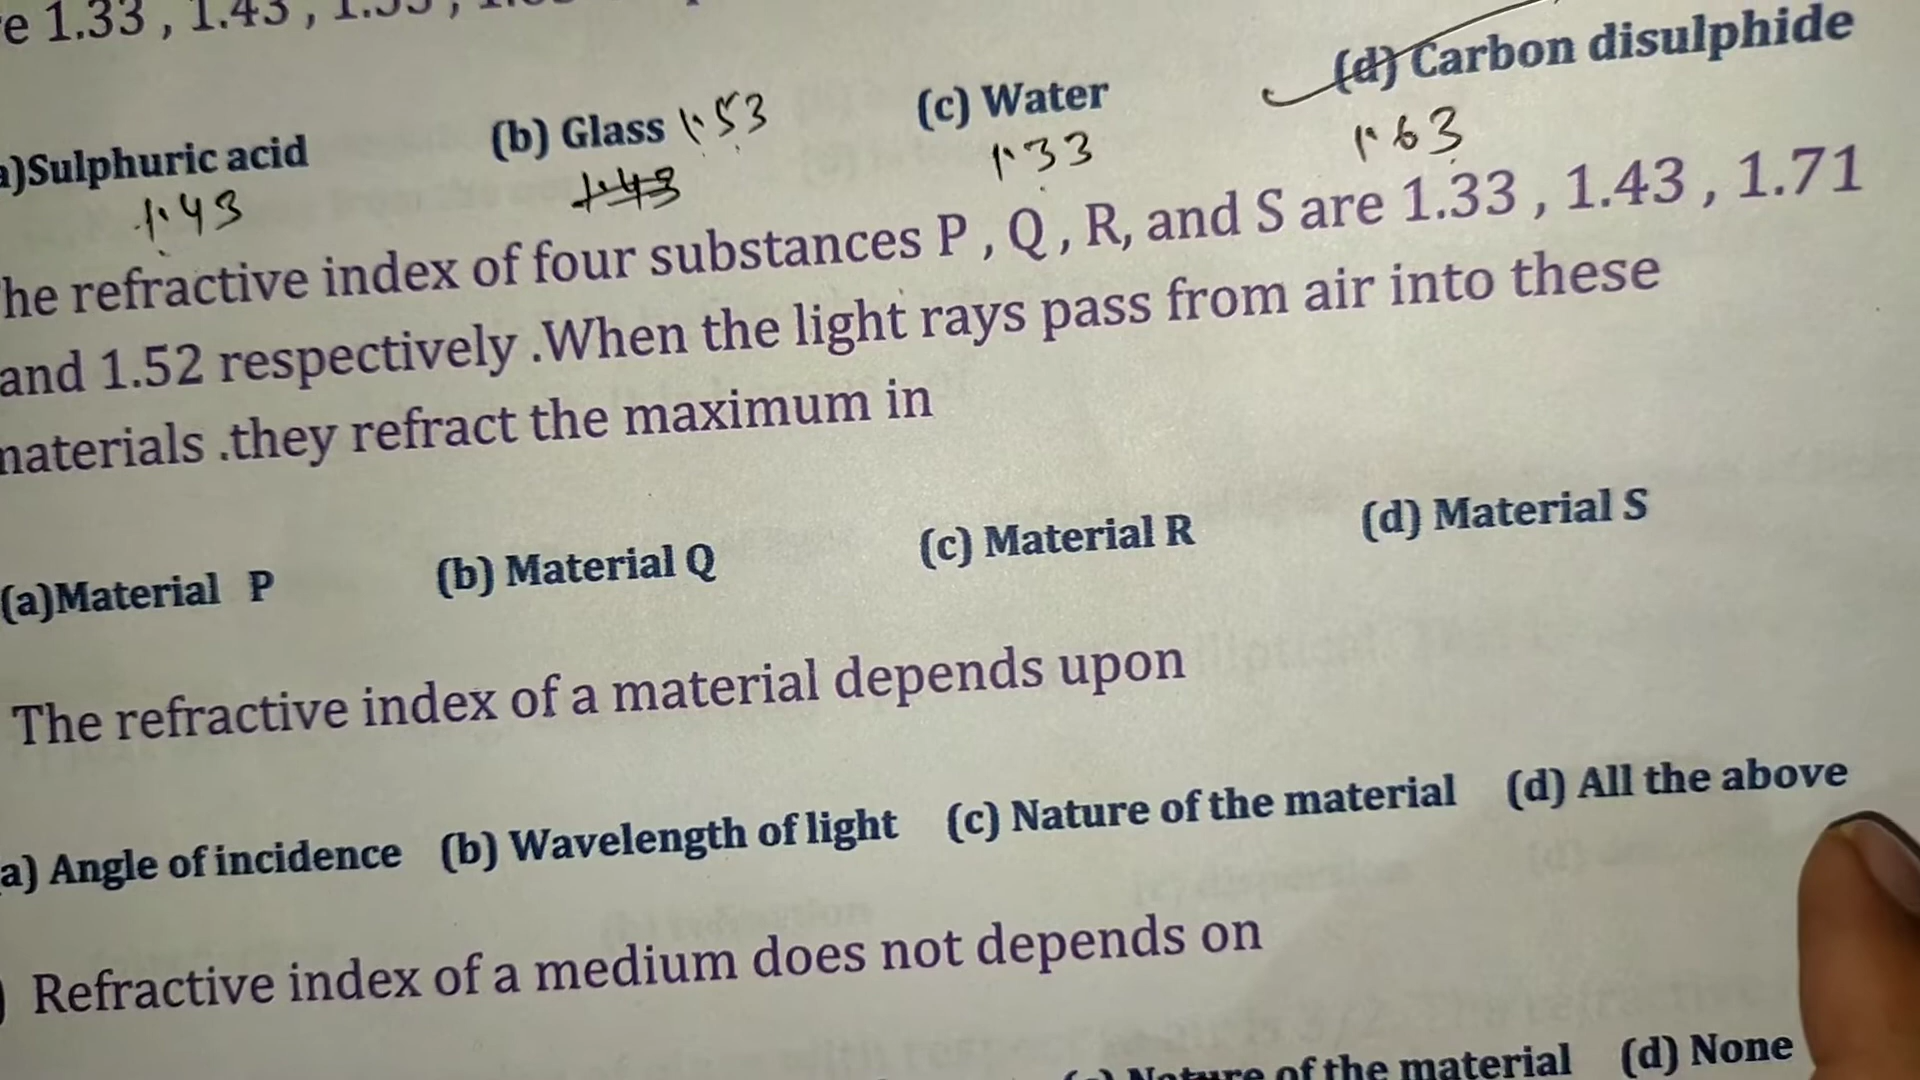 e 1.33 , 1.43 ,
(d) Carbon disulphide
a)Sulphuric acid (b) Glass 1.53 (c) Water
1.43 1.43 1.33 1.63
he refractive index of four substances P , Q , R, and S are 1.33 , 1.43 , 1.71
and 1.52 respectively .When the light rays pass from air into these
materials .they refract the maximum in
(a)Material P (b) Material Q (c) Material R (d) Material S
The refractive index of a material depends upon
a) Angle of incidence (b) Wavelength of light (c) Nature of the material (d) All the above
) Refractive index of a medium does not depends on
Nature of the material (d) None